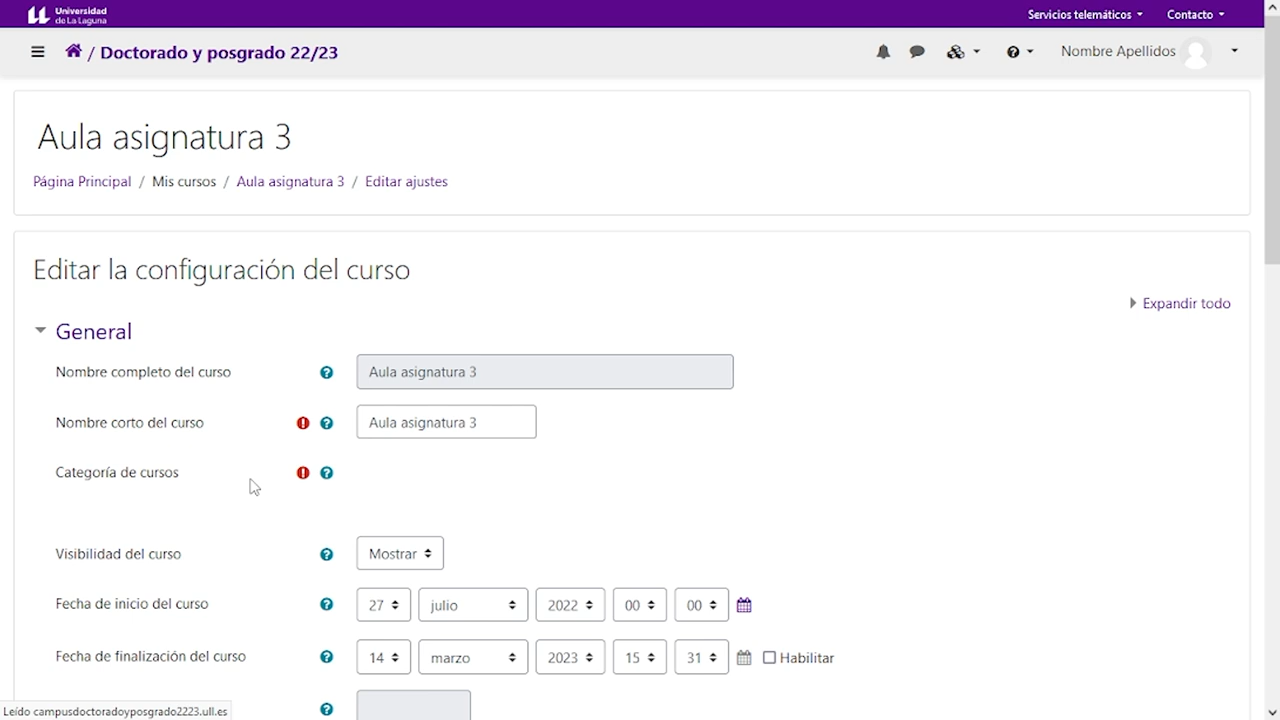 Universidad
de La Laguna
Servicios telemáticos
Contacto
/ Doctorado y posgrado 22/23
Nombre Apellidos
Aula asignatura 3
Página Principal / Mis cursos / Aula asignatura 3 / Editar ajustes
Editar la configuración del curso
Expandir todo
General
Nombre completo del curso
Aula asignatura 3
Nombre corto del curso
Aula asignatura 3
Categoría de cursos
Visibilidad del curso
Mostrar
Fecha de inicio del curso
27 julio 2022 00 00
Fecha de finalización del curso
14 marzo 2023 15 31 Habilitar
Leído campusdoctoradoyposgrado2223.ull.es